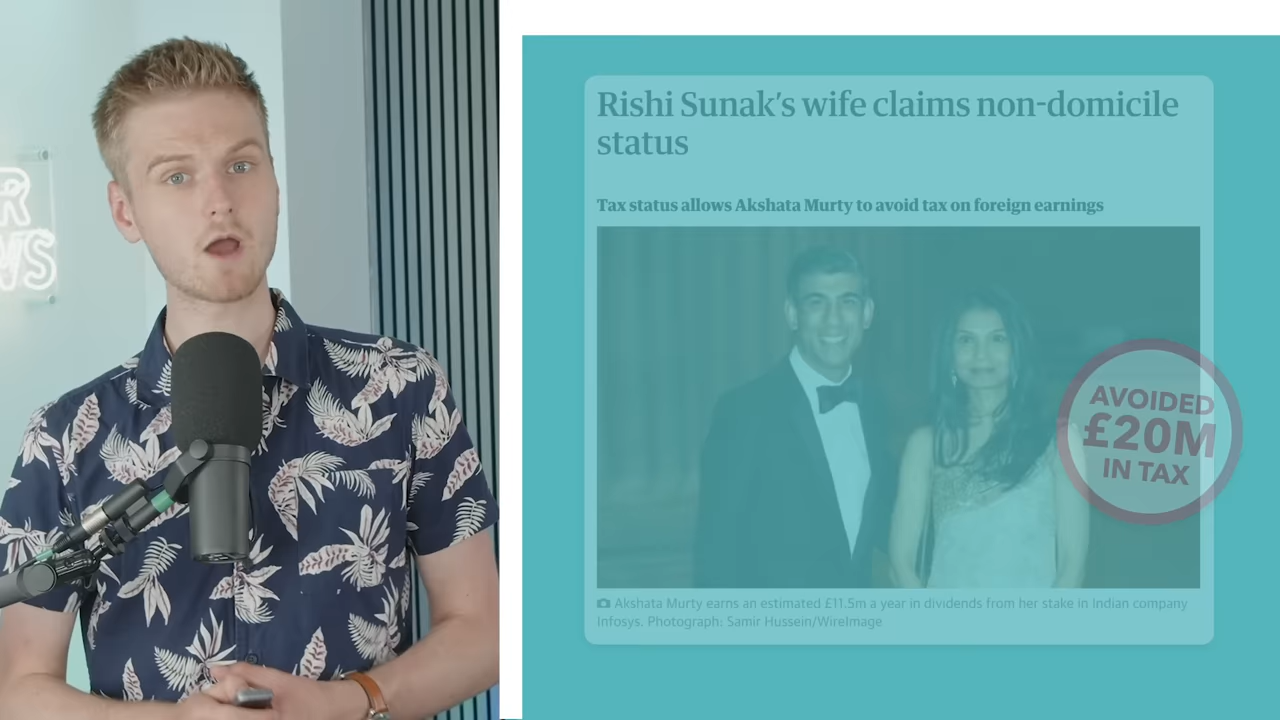 R
WS
Rishi Sunak's wife claims non-domicile
status
Tax status allows Akshata Murty to avoid tax on foreign earnings
AVOIDED
£20M
IN TAX
Akshata Murty earns an estimated £11.5m a year in dividends from her stake in Indian company
Infosys. Photograph: Samir Hussein/WireImage